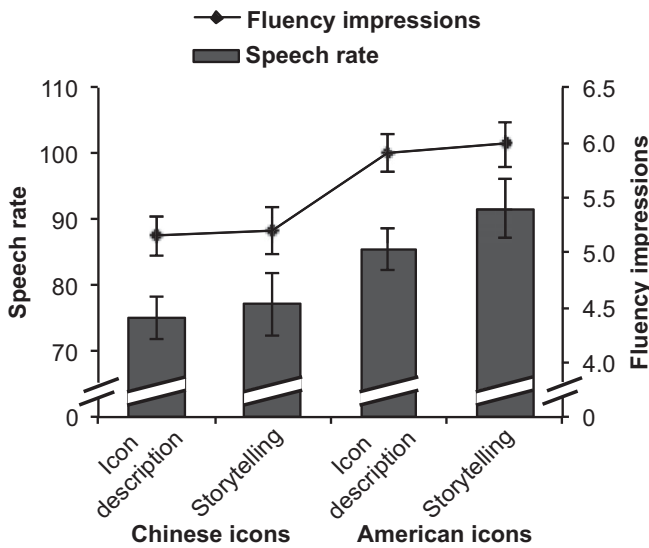 Fluency impressions
Speech rate
110
100
90
80
70
0
Speech rate
6.5
6.0
5.5
5.0
4.5
4.0
0
Fluency impressions
Icon
description
Storytelling
Icon
description
Storytelling
Chinese icons
American icons